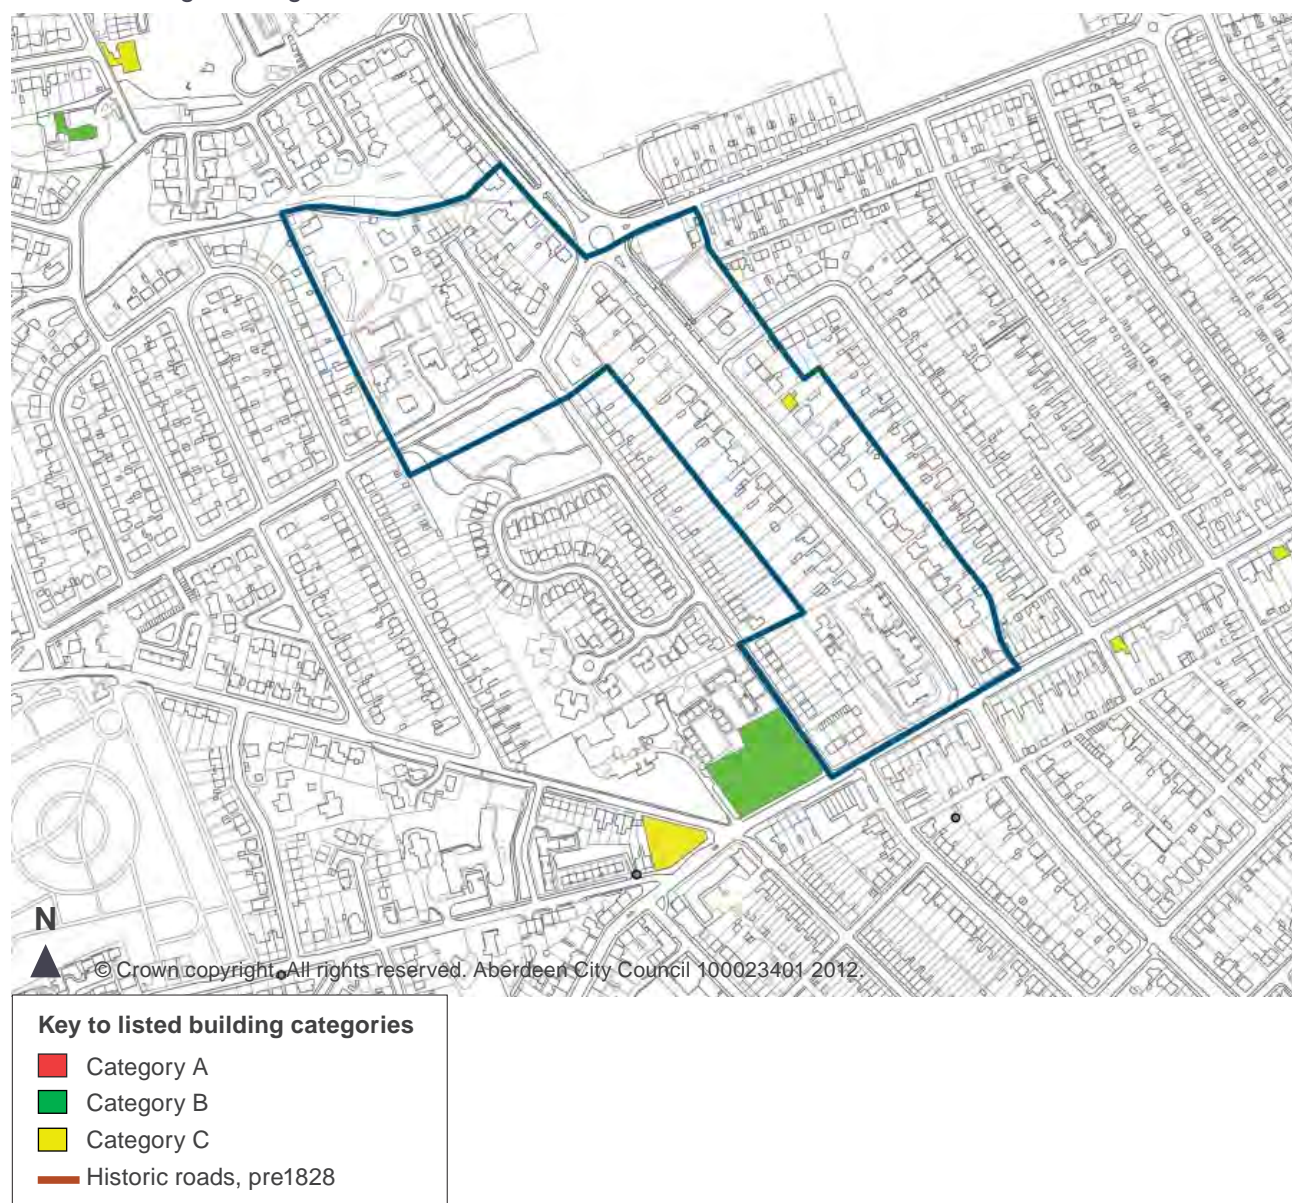 N
© Crown copyright. All rights reserved. Aberdeen City Council 100023401 2012.
Key to listed building categories
Category A
Category B
Category C
Historic roads, pre1828